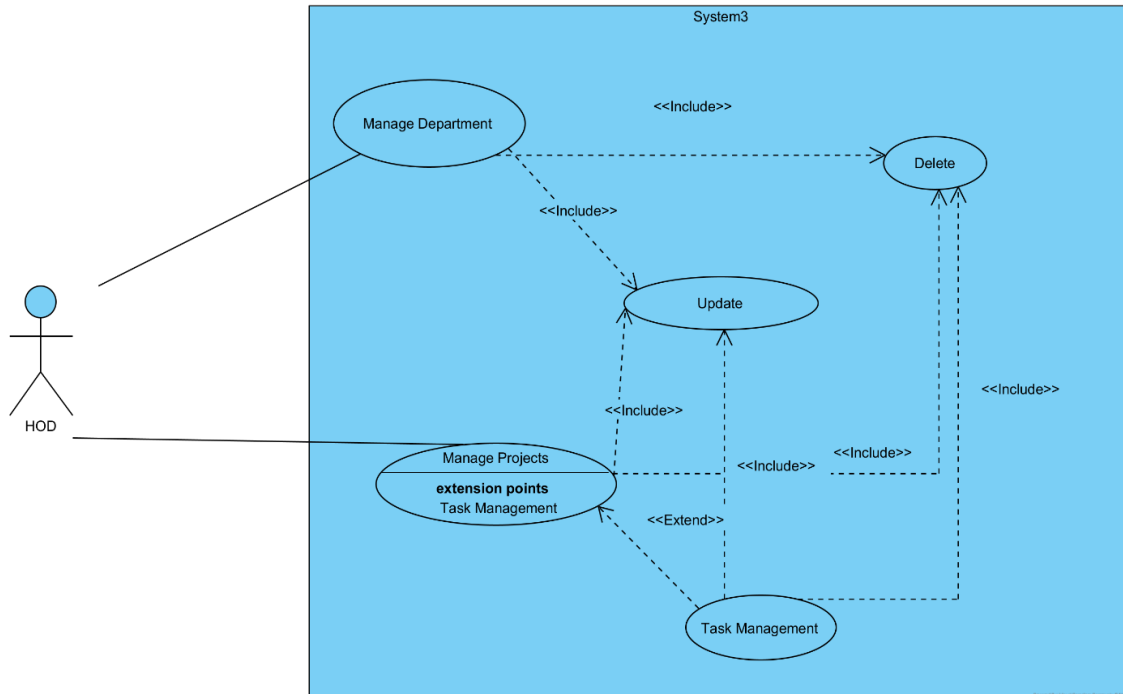 System3
Manage Department
<<Include>>
Delete
<<Include>>
Update
HOD
<<Include>>
Manage Projects
extension points
Task Management
<<Include>>
<<Include>>
<<Include>>
<<Extend>>
Task Management